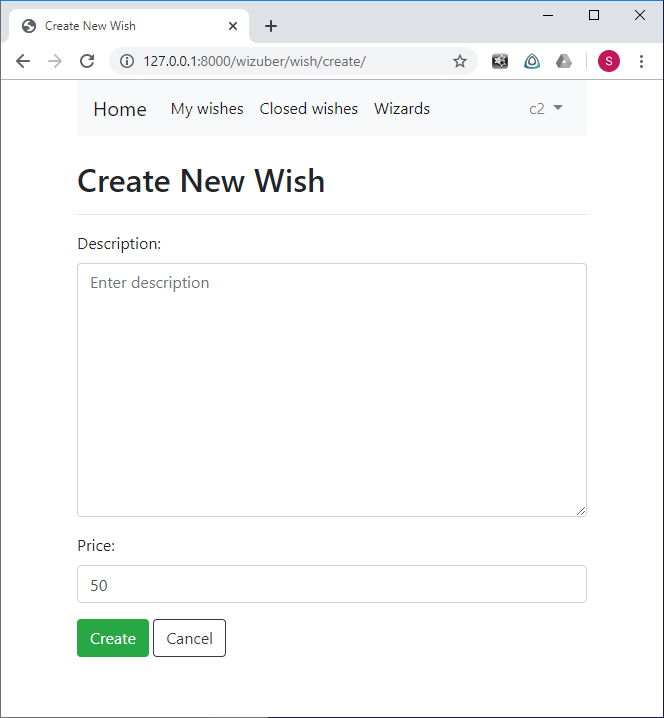 Create New Wish
127.0.0.1:8000/wizuber/wish/create/
S
Home My wishes Closed wishes Wizards c2
Create New Wish
Description:
Enter description
Price:
50
Create Cancel